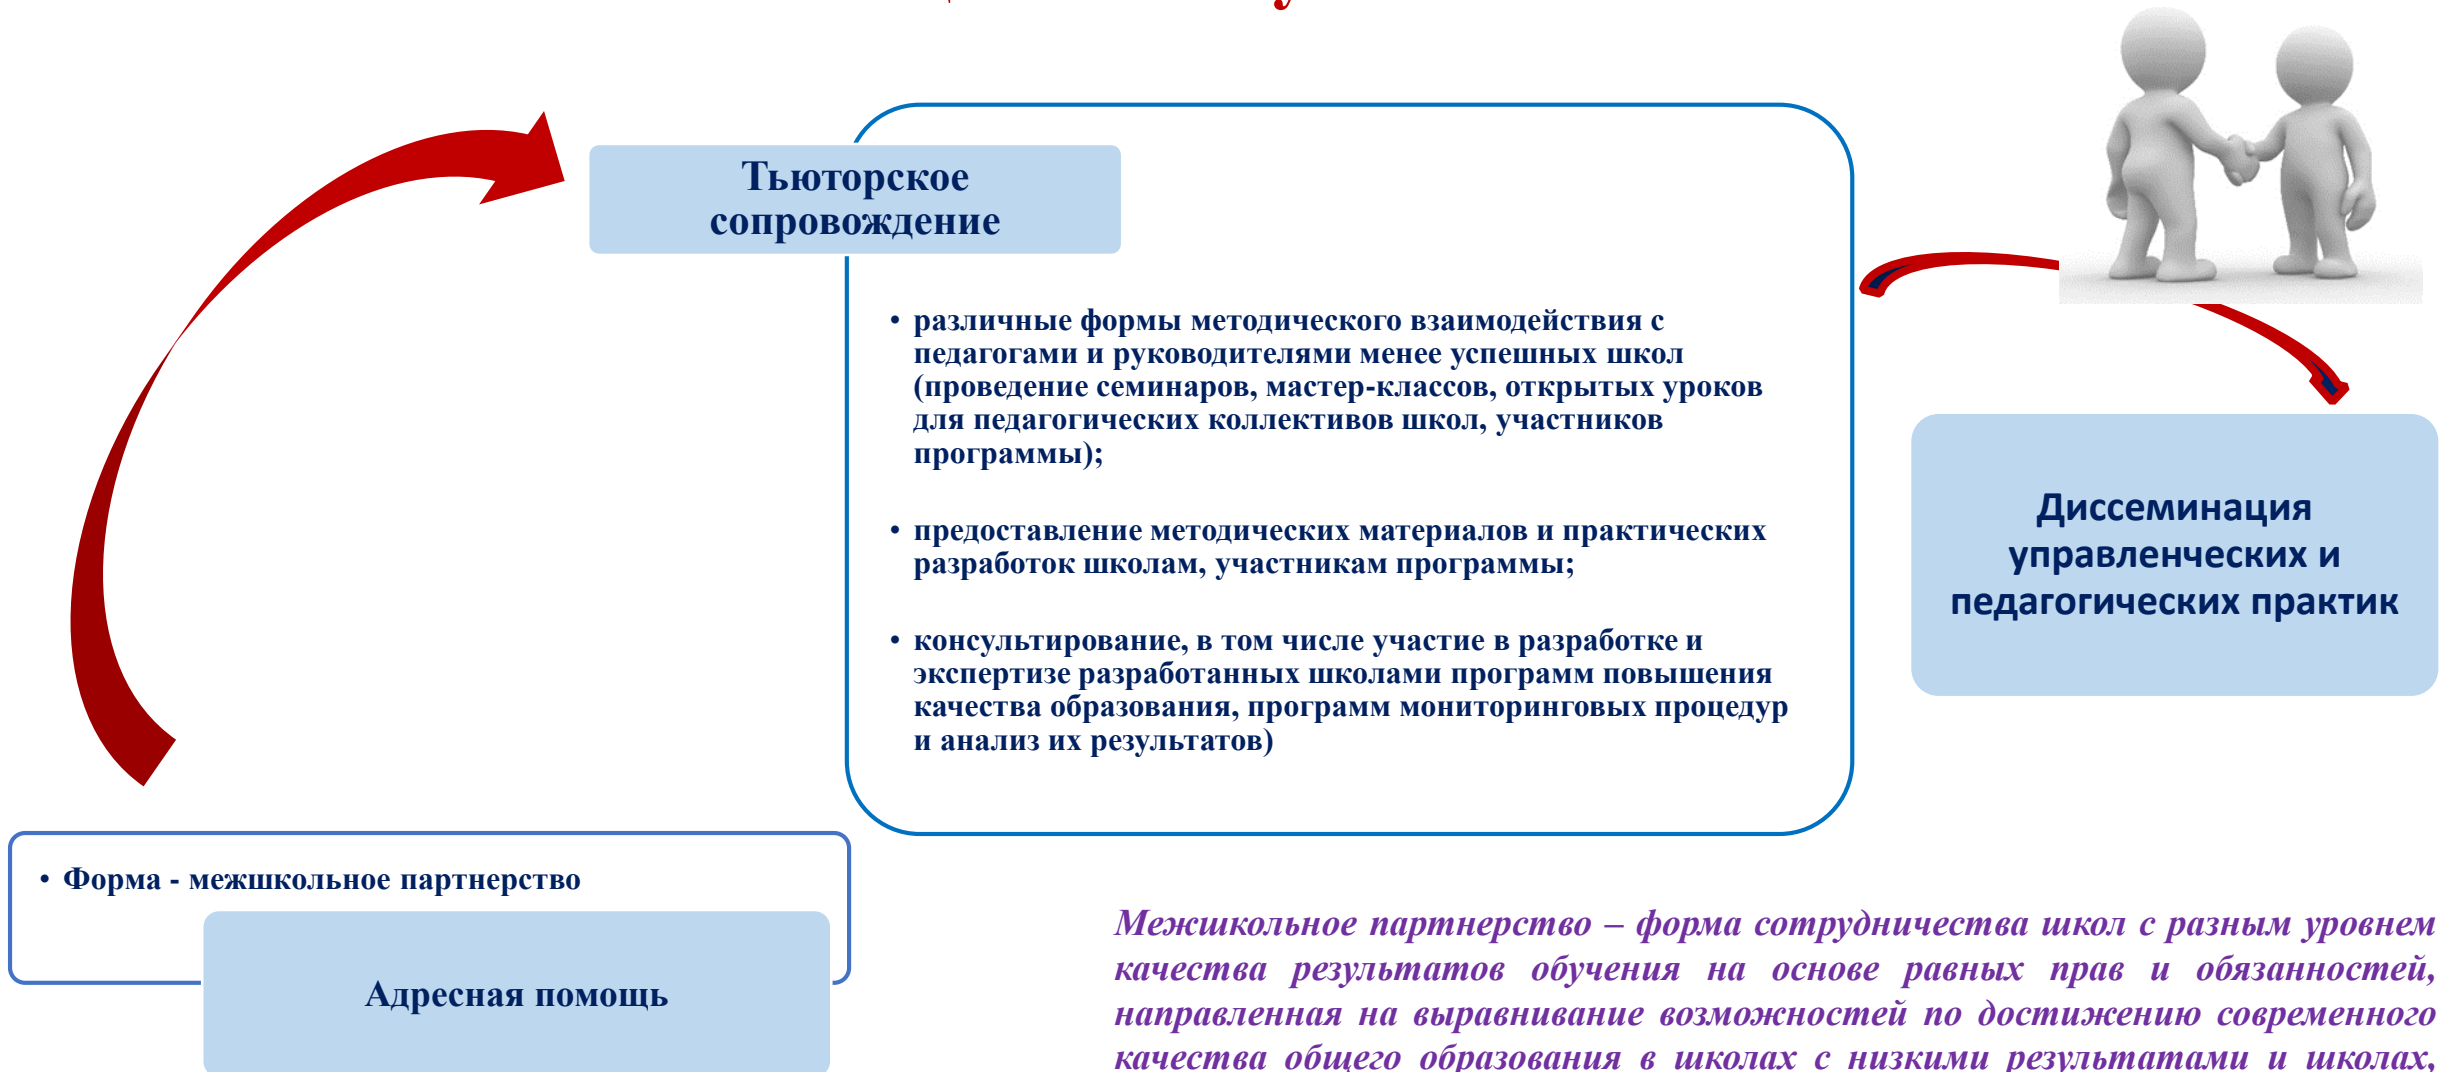 Тьюторское
сопровождение
• различные формы методического взаимодействия с
педагогами и руководителями менее успешных школ
(проведение семинаров, мастер-классов, открытых уроков
для педагогических коллективов школ, участников
программы);
• предоставление методических материалов и практических
разработок школам, участникам программы;
• консультирование, в том числе участие в разработке и
экспертизе разработанных школами программ повышения
качества образования, программ мониторинговых процедур
и анализ их результатов)
Диссеминация
управленческих и
педагогических практик
• Форма - межшкольное партнерство
Адресная помощь
Межшкольное партнерство – форма сотрудничества школ с разным уровнем
качества результатов обучения на основе равных прав и обязанностей,
направленная на выравнивание возможностей по достижению современного
качества общего образования в школах с низкими результатами и школах,